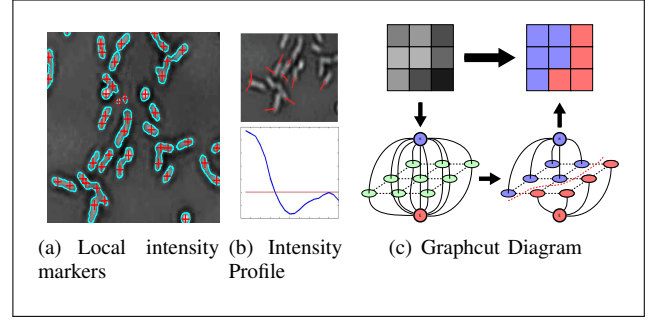 (a) Local intensity
markers
(b) Intensity
Profile
(c) Graphcut Diagram